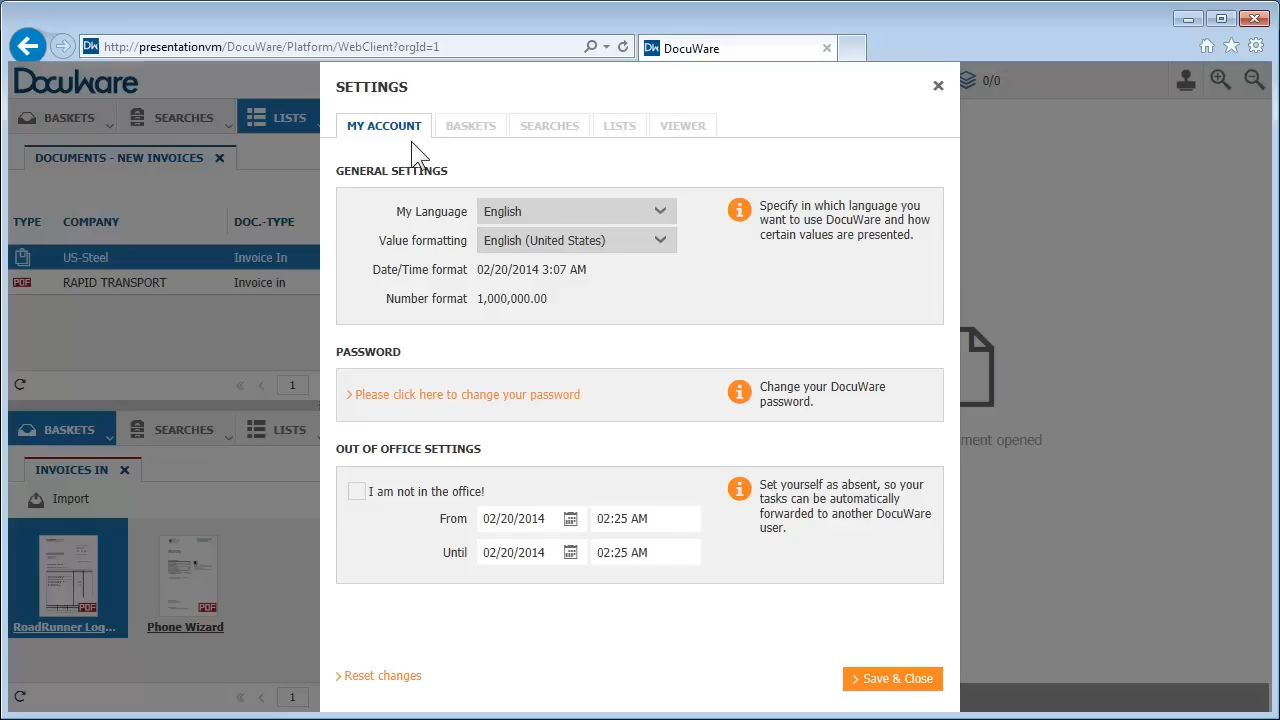 http://presentationvm/DocuWare/Platform/WebClient?orgId=1
DW DocuWare
DocuWare
BASKETS
SEARCHES
LISTS
DOCUMENTS - NEW INVOICES
TYPE COMPANY DOC.-TYPE
US-Steel Invoice In
PDF RAPID TRANSPORT Invoice in
1
BASKETS
SEARCHES
LISTS
INVOICES IN
Import
PDF
PDF
RoadRunner Log...
Phone Wizard
1
SETTINGS
MY ACCOUNT
BASKETS
SEARCHES
LISTS
VIEWER
GENERAL SETTINGS
My Language English
Value formatting English (United States)
Date/Time format 02/20/2014 3:07 AM
Number format 1,000,000.00
Specify in which language you
want to use DocuWare and how
certain values are presented.
PASSWORD
Please click here to change your password
Change your DocuWare
password.
OUT OF OFFICE SETTINGS
I am not in the office!
From 02/20/2014 02:25 AM
Until 02/20/2014 02:25 AM
Set yourself as absent, so your
tasks can be automatically
forwarded to another DocuWare
user.
Reset changes
Save & Close
0/0
ment opened